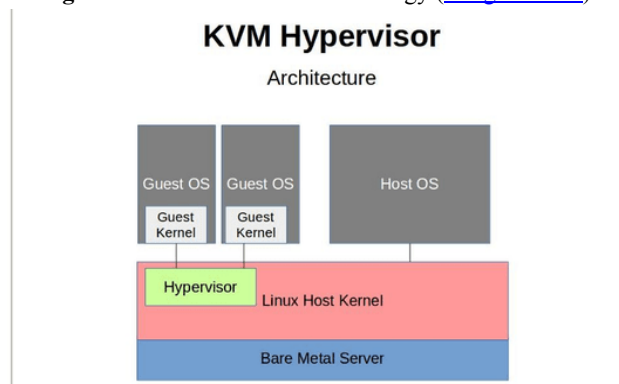 KVM Hypervisor
Architecture
Guest OS
Guest OS
Host OS
Guest
Kernel
Guest
Kernel
Hypervisor
Linux Host Kernel
Bare Metal Server